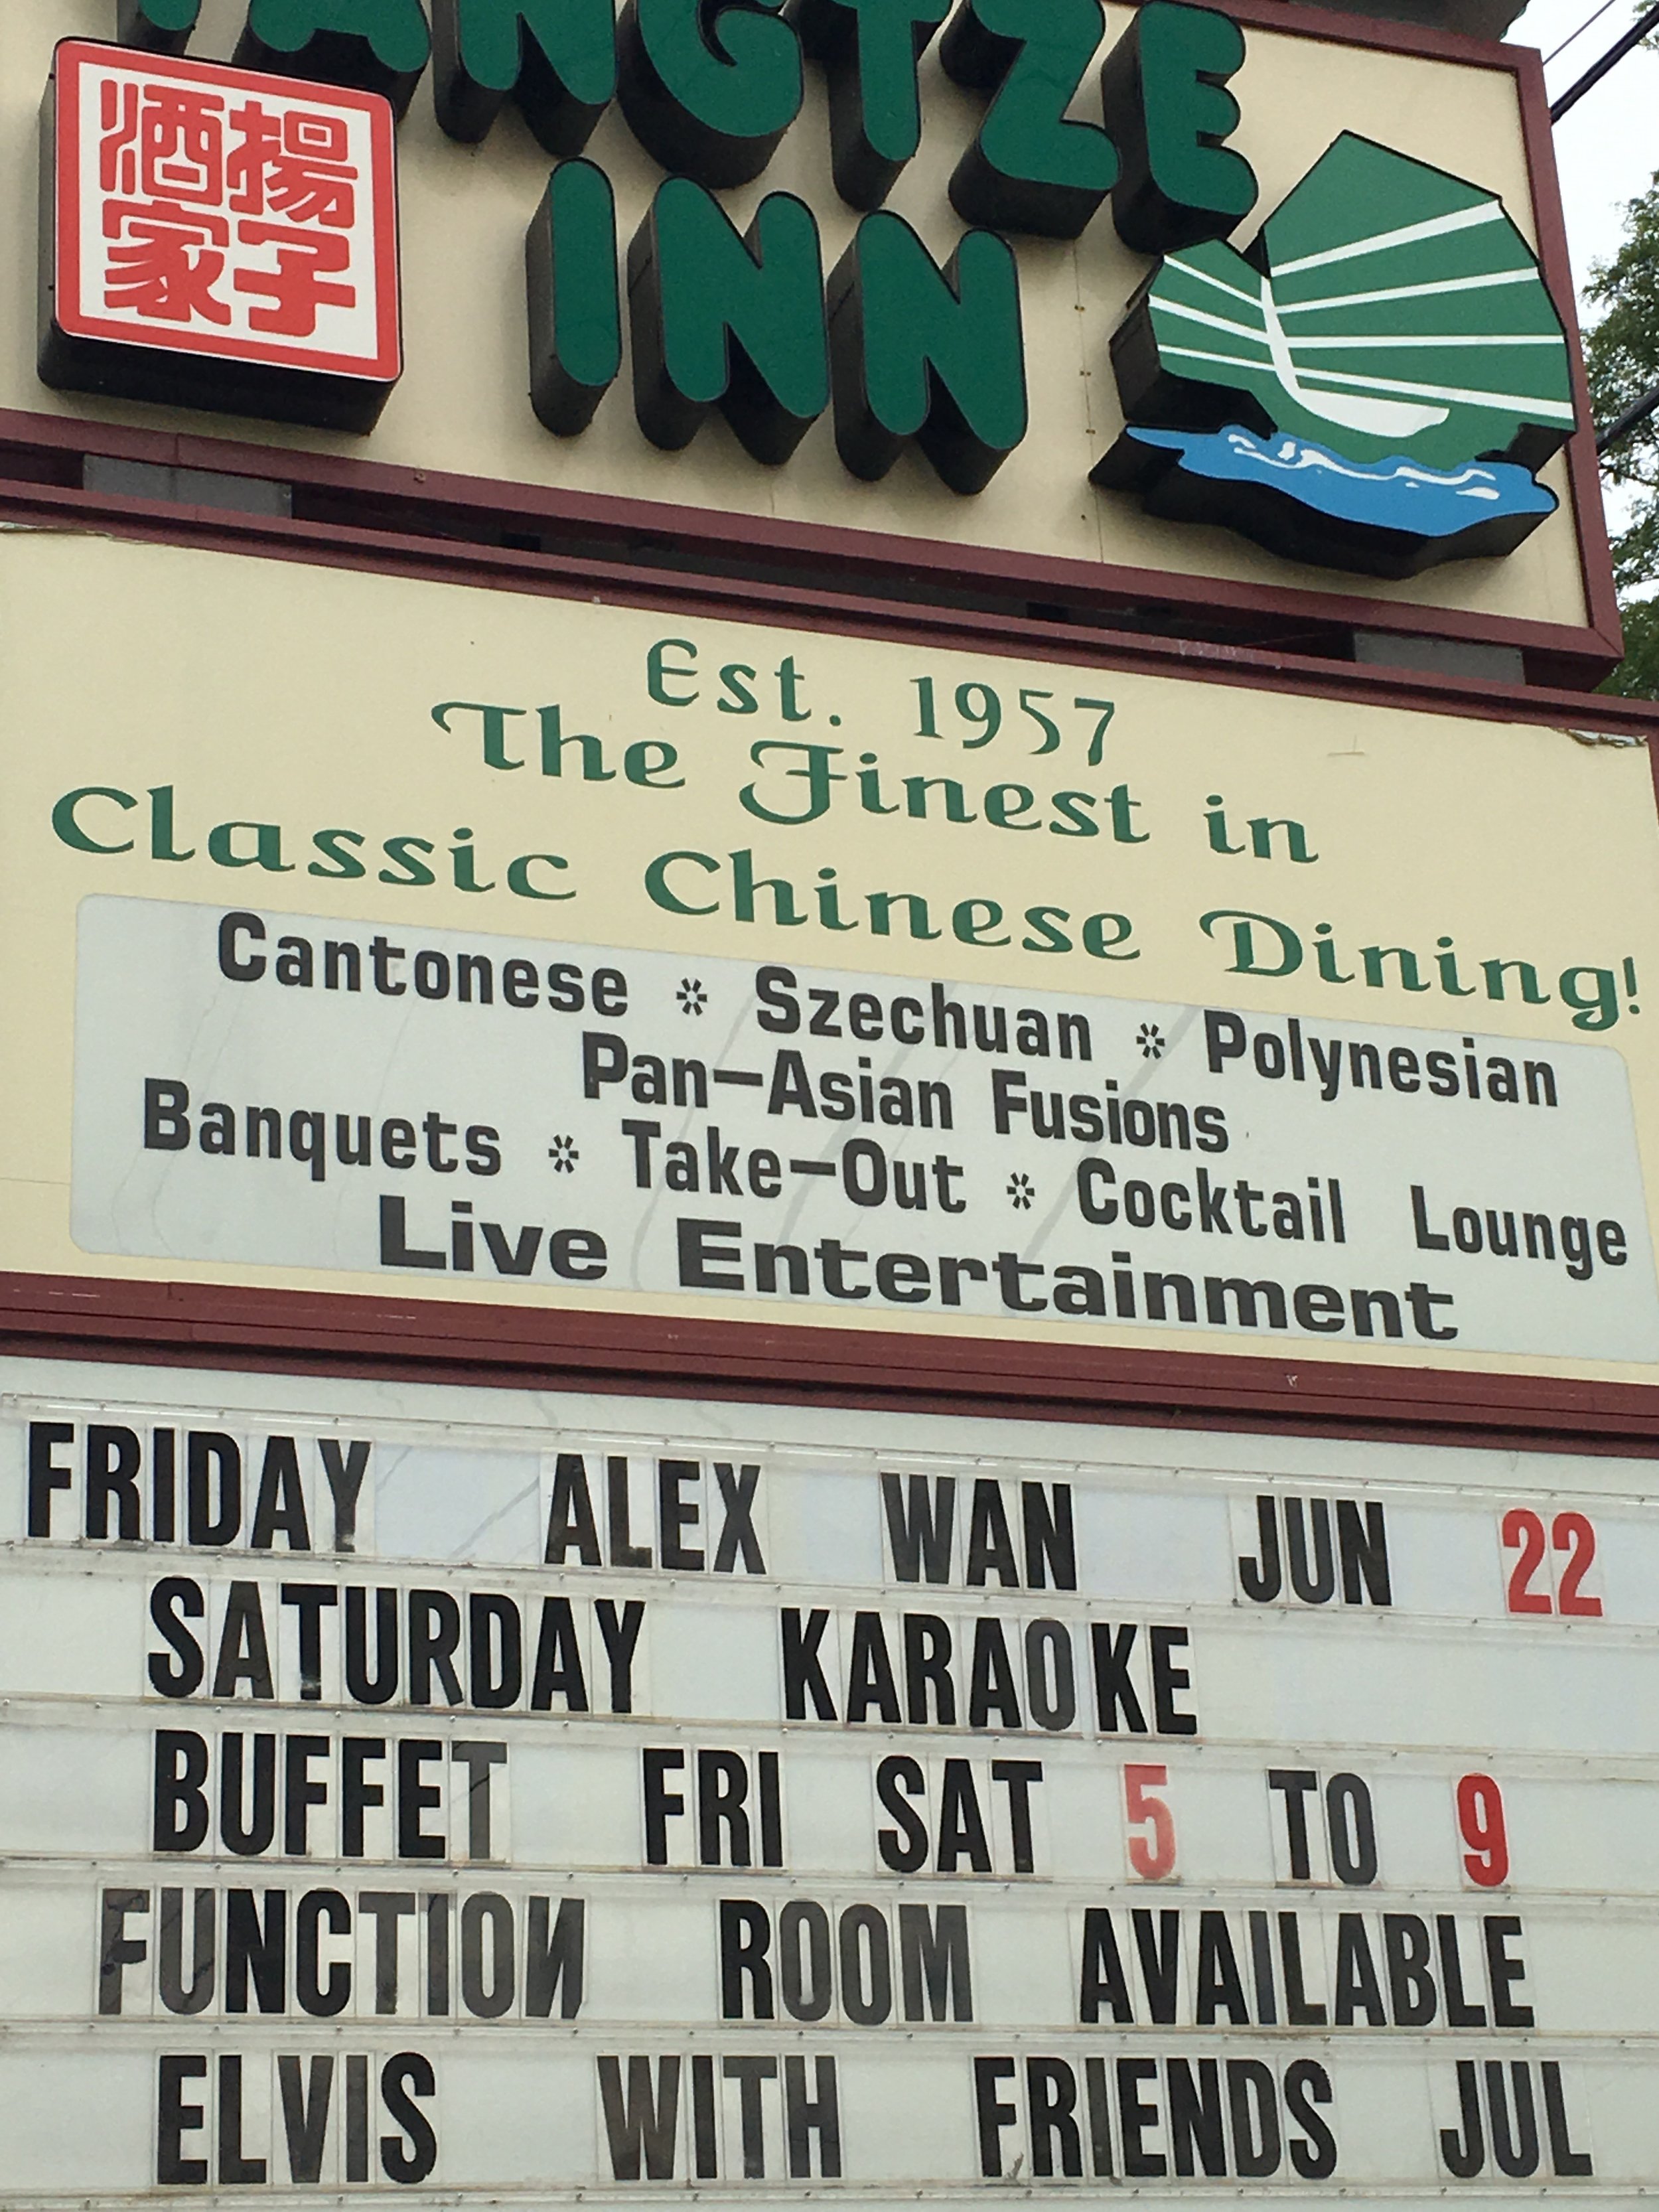 YANGTZE
INN
揚子
酒家
Est. 1957
The Finest in
Classic Chinese Dining!
Cantonese * Szechuan * Polynesian
Pan-Asian Fusions
Banquets * Take-Out * Cocktail Lounge
Live Entertainment
FRIDAY ALEX WAN JUN 22
SATURDAY KARAOKE
BUFFET FRI SAT 5 TO 9
FUNCTION ROOM AVAILABLE
ELVIS WITH FRIENDS JUL